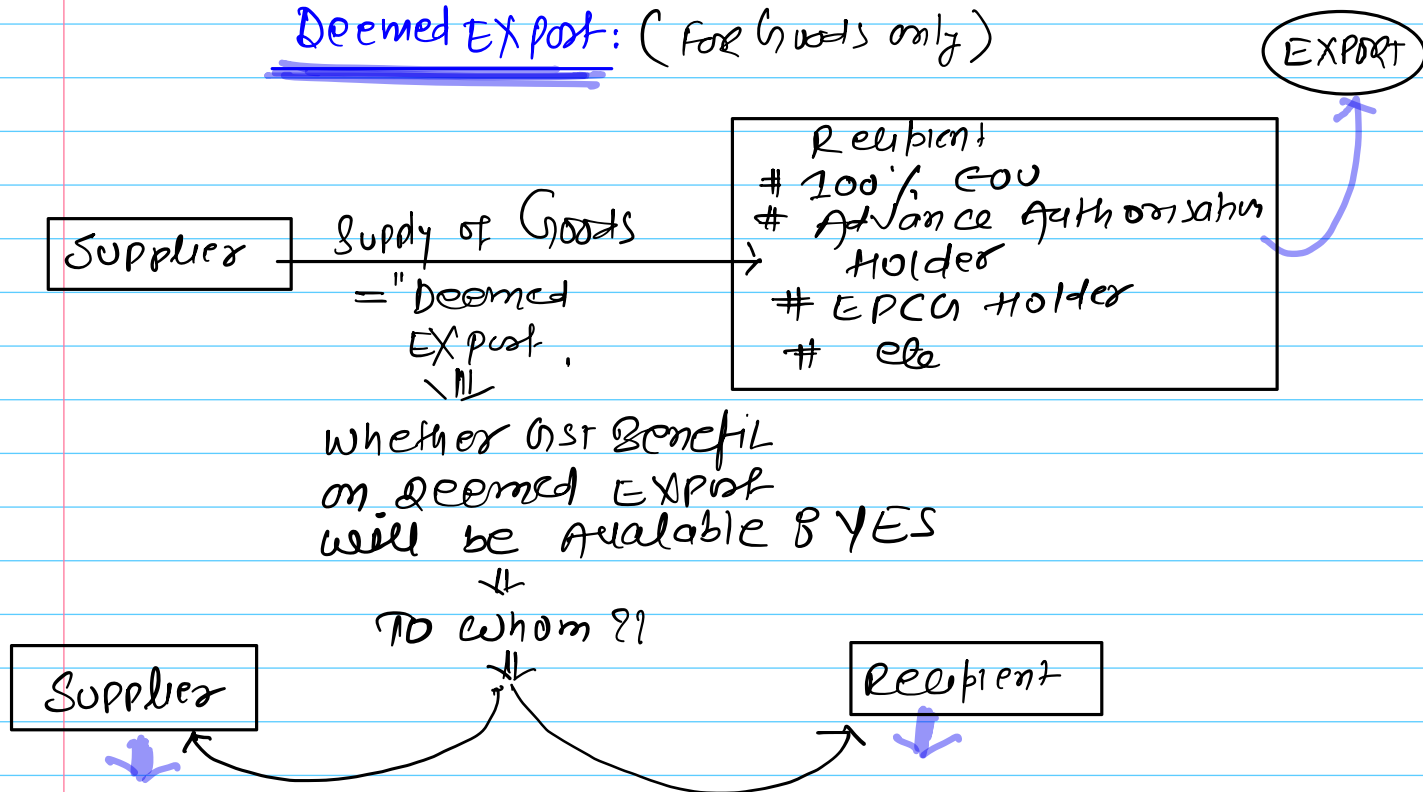 Deemed Export: (For Goods only)
EXPORT
Recipient
# 100% EOU
# Advance Authorisation
Holder
# EPCG Holder
# etc
Supplier
Supply of Goods
= "Deemed
Export.
Whether GST Benefit
on Deemed Export
will be Available ? YES
TO Whom ??
Supplier
Recipient